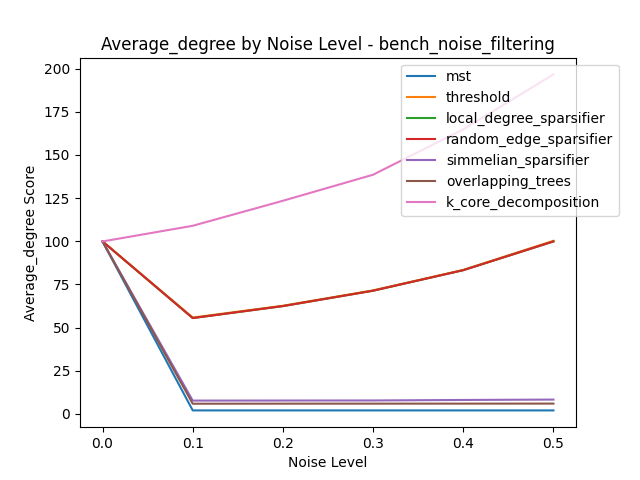 Average_degree by Noise Level - bench_noise_filtering
Average_degree Score
200
175
150
125
100
75
50
25
0
mst
threshold
local_degree_sparsifier
random_edge_sparsifier
simmelian_sparsifier
overlapping_trees
k_core_decomposition
0.0 0.1 0.2 0.3 0.4 0.5
Noise Level